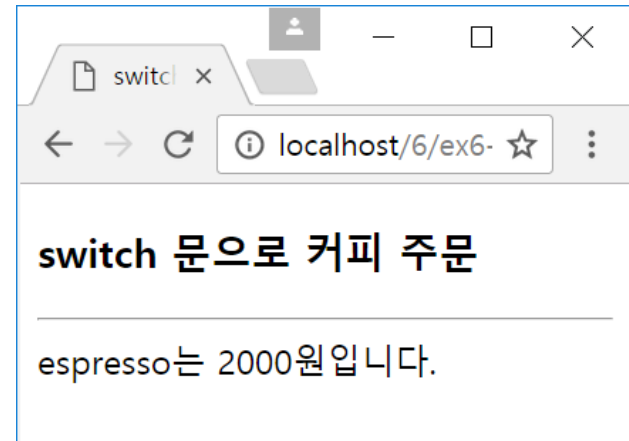 switc
localhost/6/ex6-
switch 문으로 커피 주문
espresso는 2000원입니다.